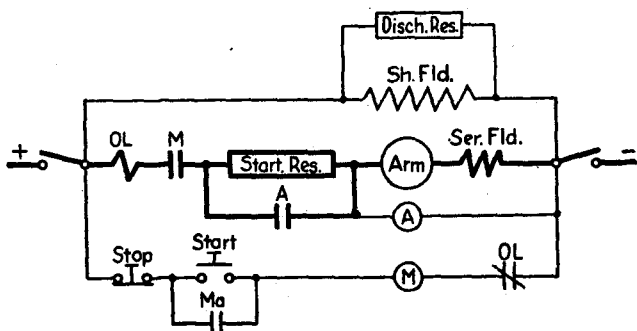 Disch. Res.
Sh. Fld.
+
OL
M
Start. Res.
Arm
Ser. Fld.
−
A
A
Stop
Start
Ma
M
OL